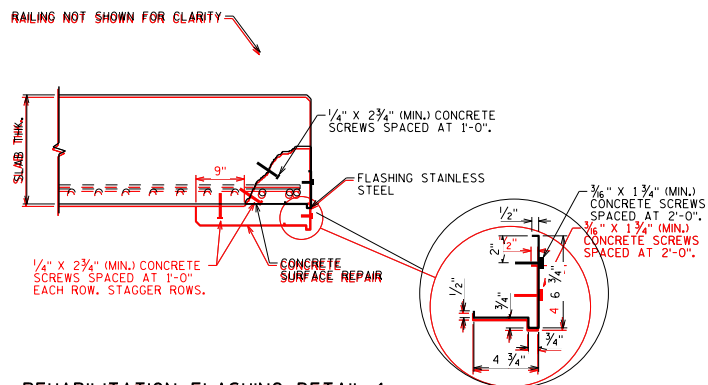 RAILING NOT SHOWN FOR CLARITY
1/4" X 2 3/4" (MIN.) CONCRETE
SCREWS SPACED AT 1'-0".
SLAB THK.
9"
FLASHING STAINLESS
STEEL
3/16" X 1 3/4" (MIN.)
CONCRETE SCREWS
SPACED AT 2'-0".
3/16" X 1 3/4" (MIN.)
CONCRETE SCREWS
SPACED AT 2'-0".
1/2"
1/2"
2"
1/4" X 2 3/4" (MIN.) CONCRETE
SCREWS SPACED AT 1'-0"
EACH ROW. STAGGER ROWS.
CONCRETE
SURFACE REPAIR
1/2"
3/4"
4
6
3/4"
3/4"
4 3/4"